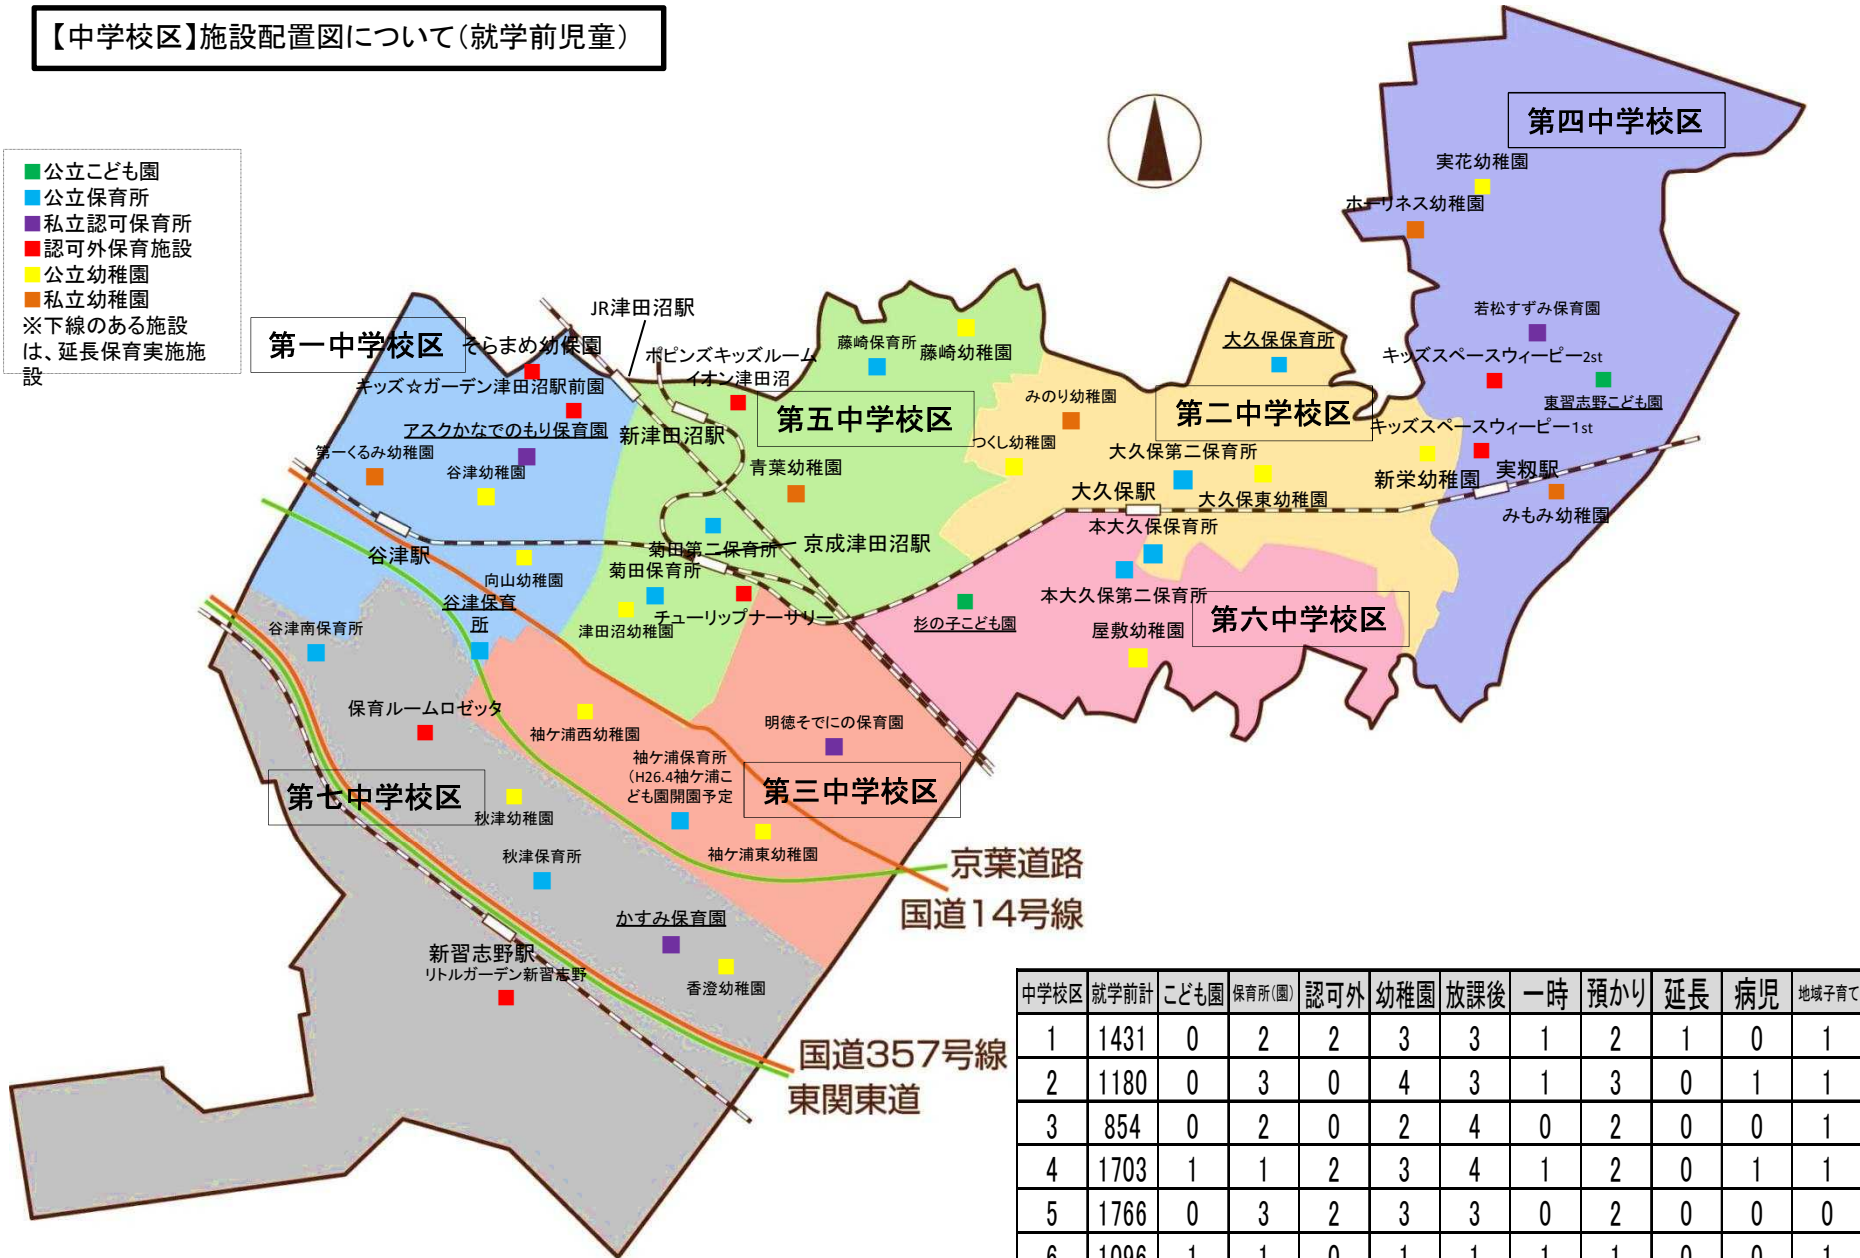 【中学校区】施設配置図について（就学前児童）
公立こども園
公立保育所
私立認可保育所
認可外保育施設
公立幼稚園
私立幼稚園
※下線のある施設
は、延長保育実施施
設
第四中学校区
実花幼稚園
ホーリネス幼稚園
若松すずみ保育園
キッズスペースウィーピー2st
東習志野こども園
キッズスペースウィーピー1st
実籾駅
みもみ幼稚園
新栄幼稚園
JR津田沼駅
第一中学校区
そらまめ幼保園
キッズ☆ガーデン津田沼駅前園
アスクかなでのもり保育園
第一くるみ幼稚園
谷津幼稚園
谷津駅
向山幼稚園
谷津保育
所
ポピンズキッズルーム
イオン津田沼
新津田沼駅
藤崎保育所
藤崎幼稚園
第五中学校区
青葉幼稚園
菊田第二保育所
京成津田沼駅
菊田保育所
津田沼幼稚園
チューリップナーサリー
大久保保育所
みのり幼稚園
第二中学校区
つくし幼稚園
大久保第二保育所
大久保駅
大久保東幼稚園
本大久保保育所
本大久保第二保育所
杉の子こども園
屋敷幼稚園
第六中学校区
谷津南保育所
保育ルームロゼッタ
第七中学校区
秋津幼稚園
秋津保育所
かすみ保育園
新習志野駅
リトルガーデン新習志野
香澄幼稚園
袖ケ浦西幼稚園
明徳そでにの保育園
袖ケ浦保育所
（H26.4袖ケ浦こ
ども園開園予定
第三中学校区
袖ケ浦東幼稚園
京葉道路
国道14号線
国道357号線
東関東道
中学校区 就学前計 こども園 保育所(園) 認可外 幼稚園 放課後 一時 預かり 延長 病児 地域子育て
1 1431 0 2 2 3 3 1 2 1 0 1
2 1180 0 3 0 4 3 1 3 0 1 1
3 854 0 2 0 2 4 0 2 0 0 1
4 1703 1 1 2 3 4 1 2 0 1 1
5 1766 0 3 2 3 3 0 2 0 0 0
6 1096 1 1 0 1 1 1 1 0 0 1